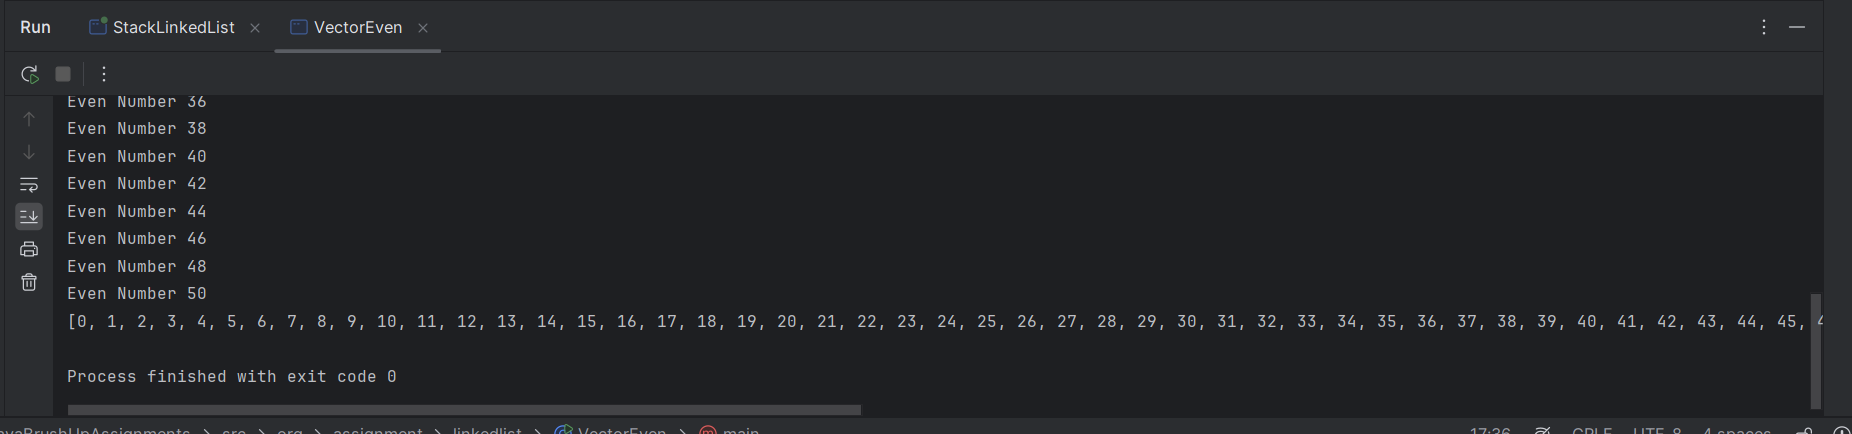 Run StackLinkedList VectorEven
Even Number 36
Even Number 38
Even Number 40
Even Number 42
Even Number 44
Even Number 46
Even Number 48
Even Number 50
[0, 1, 2, 3, 4, 5, 6, 7, 8, 9, 10, 11, 12, 13, 14, 15, 16, 17, 18, 19, 20, 21, 22, 23, 24, 25, 26, 27, 28, 29, 30, 31, 32, 33, 34, 35, 36, 37, 38, 39, 40, 41, 42, 43, 44, 45,
Process finished with exit code 0
vaBrushUpAssignments > src > org > assignment > linkedlist > VectorEven > main 17:36 CRLF UTF-8 4 spaces